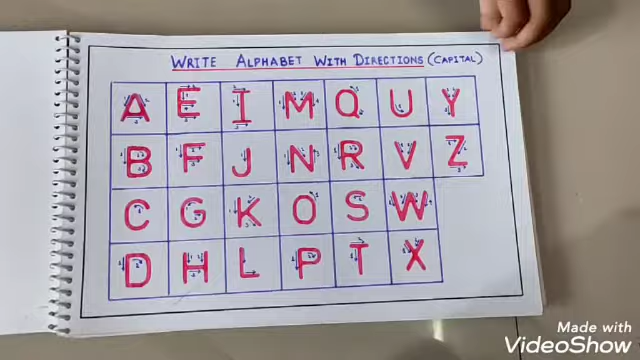 WRITE ALPHABET WITH DIRECTIONS (CAPITAL)
A E I M Q U Y
B F J N R V Z
C G K O S W
D H L P T X
Made with
VideoShow